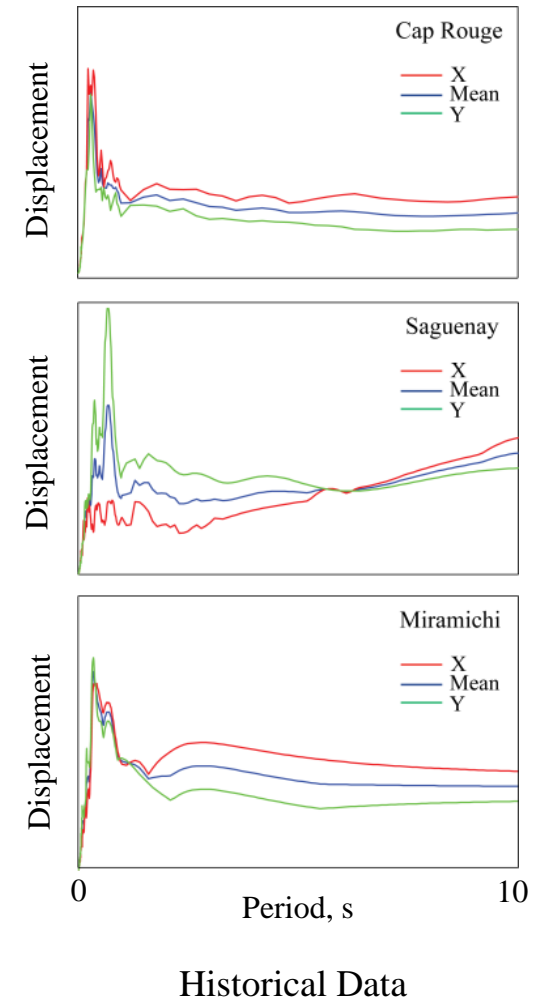 Cap Rouge
X
Mean
Y
Displacement
Saguenay
X
Mean
Y
Displacement
Miramichi
X
Mean
Y
Displacement
0
10
Period, s
Historical Data